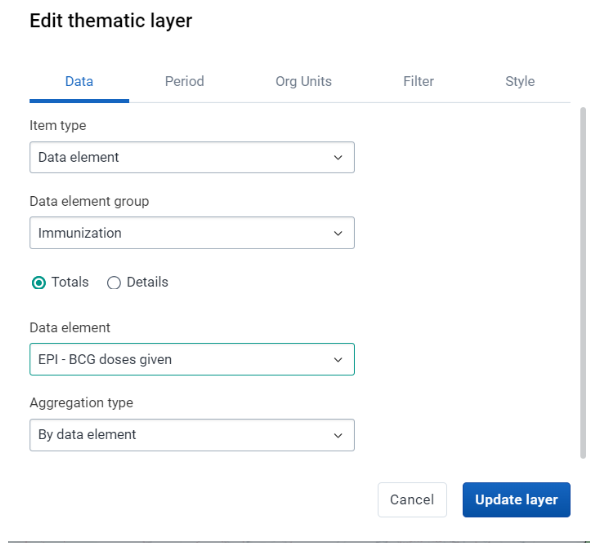 Edit thematic layer
Data Period Org Units Filter Style
Item type
Data element
Data element group
Immunization
Totals Details
Data element
EPI - BCG doses given
Aggregation type
By data element
Cancel Update layer